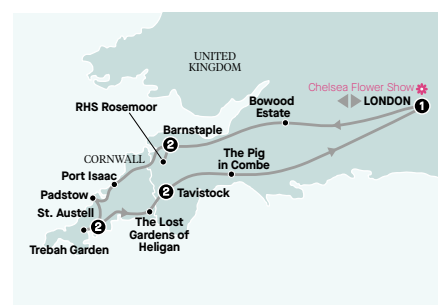 UNITED
KINGDOM
Chelsea Flower Show
LONDON
1
Bowood
Estate
RHS Rosemoor
Barnstaple
2
The Pig
in Combe
CORNWALL
Port Isaac
Padstow
2
Tavistock
St. Austell
2
The Lost
Gardens of
Heligan
Trebah Garden